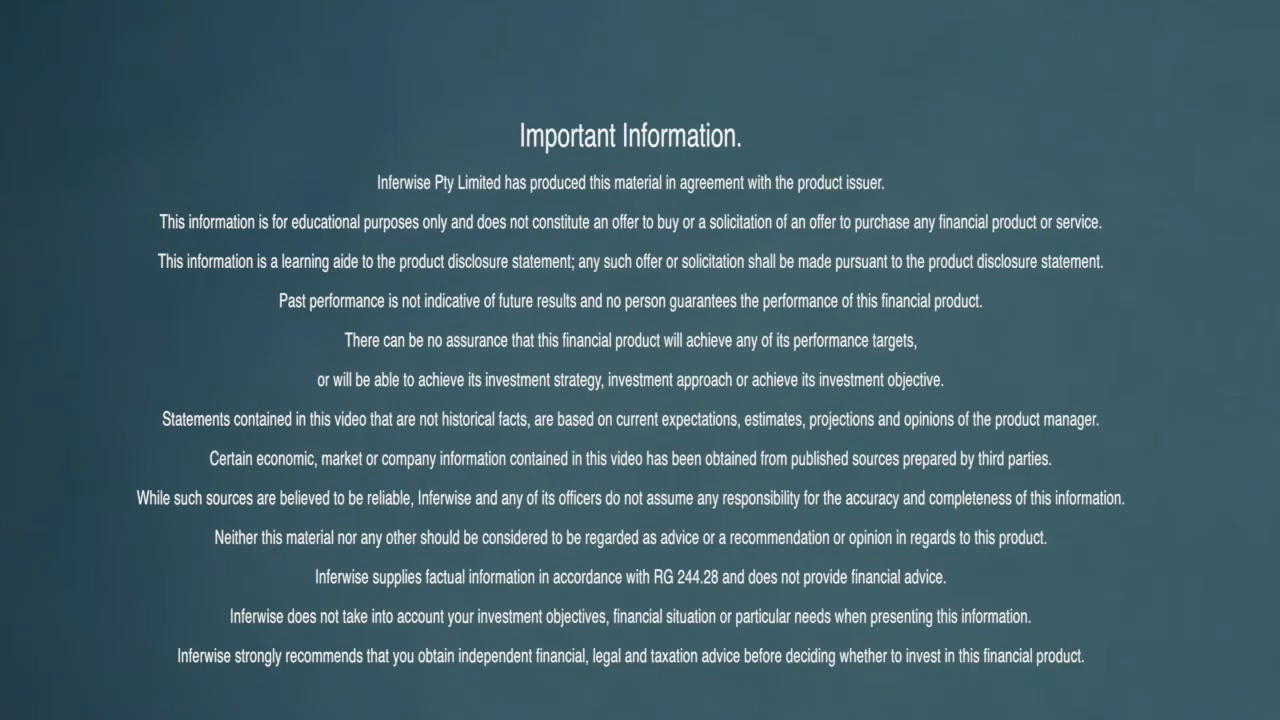 Important Information.
Inferwise Pty Limited has produced this material in agreement with the product issuer.
This information is for educational purposes only and does not constitute an offer to buy or a solicitation of an offer to purchase any financial product or service.
This information is a learning aide to the product disclosure statement; any such offer or solicitation shall be made pursuant to the product disclosure statement.
Past performance is not indicative of future results and no person guarantees the performance of this financial product.
There can be no assurance that this financial product will achieve any of its performance targets,
or will be able to achieve its investment strategy, investment approach or achieve its investment objective.
Statements contained in this video that are not historical facts, are based on current expectations, estimates, projections and opinions of the product manager.
Certain economic, market or company information contained in this video has been obtained from published sources prepared by third parties.
While such sources are believed to be reliable, Inferwise and any of its officers do not assume any responsibility for the accuracy and completeness of this information.
Neither this material nor any other should be considered to be regarded as advice or a recommendation or opinion in regards to this product.
Inferwise supplies factual information in accordance with RG 244.28 and does not provide financial advice.
Inferwise does not take into account your investment objectives, financial situation or particular needs when presenting this information.
Inferwise strongly recommends that you obtain independent financial, legal and taxation advice before deciding whether to invest in this financial product.